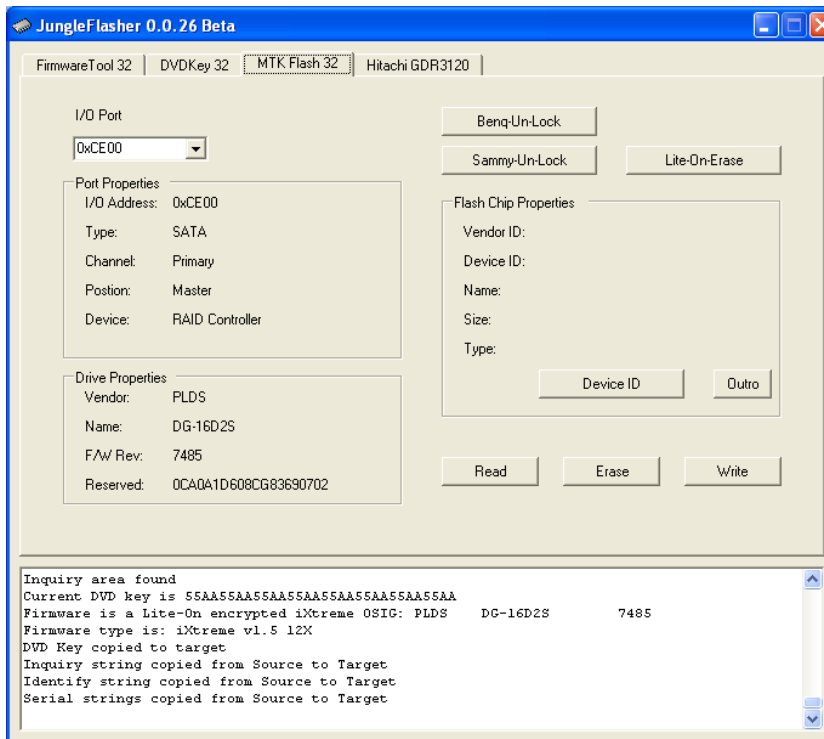 JungleFlasher 0.0.26 Beta
FirmwareTool 32 DVDKey 32 MTK Flash 32 Hitachi GDR3120
I/O Port
0xCE00
Benq-Un-Lock
Sammy-Un-Lock Lite-On-Erase
Port Properties
I/O Address: 0xCE00
Type: SATA
Channel: Primary
Postion: Master
Device: RAID Controller
Flash Chip Properties
Vendor ID:
Device ID:
Name:
Size:
Type:
Device ID Outro
Drive Properties
Vendor: PLDS
Name: DG-16D2S
F/W Rev: 7485
Reserved: 0CA0A1D608CG83690702
Read Erase Write
Inquiry area found
Current DVD key is 55AA55AA55AA55AA55AA55AA55AA55AA
Firmware is a Lite-On encrypted iXtreme OSIG: PLDS DG-16D2S 7485
Firmware type is: iXtreme v1.5 12X
DVD Key copied to target
Inquiry string copied from Source to Target
Identify string copied from Source to Target
Serial strings copied from Source to Target